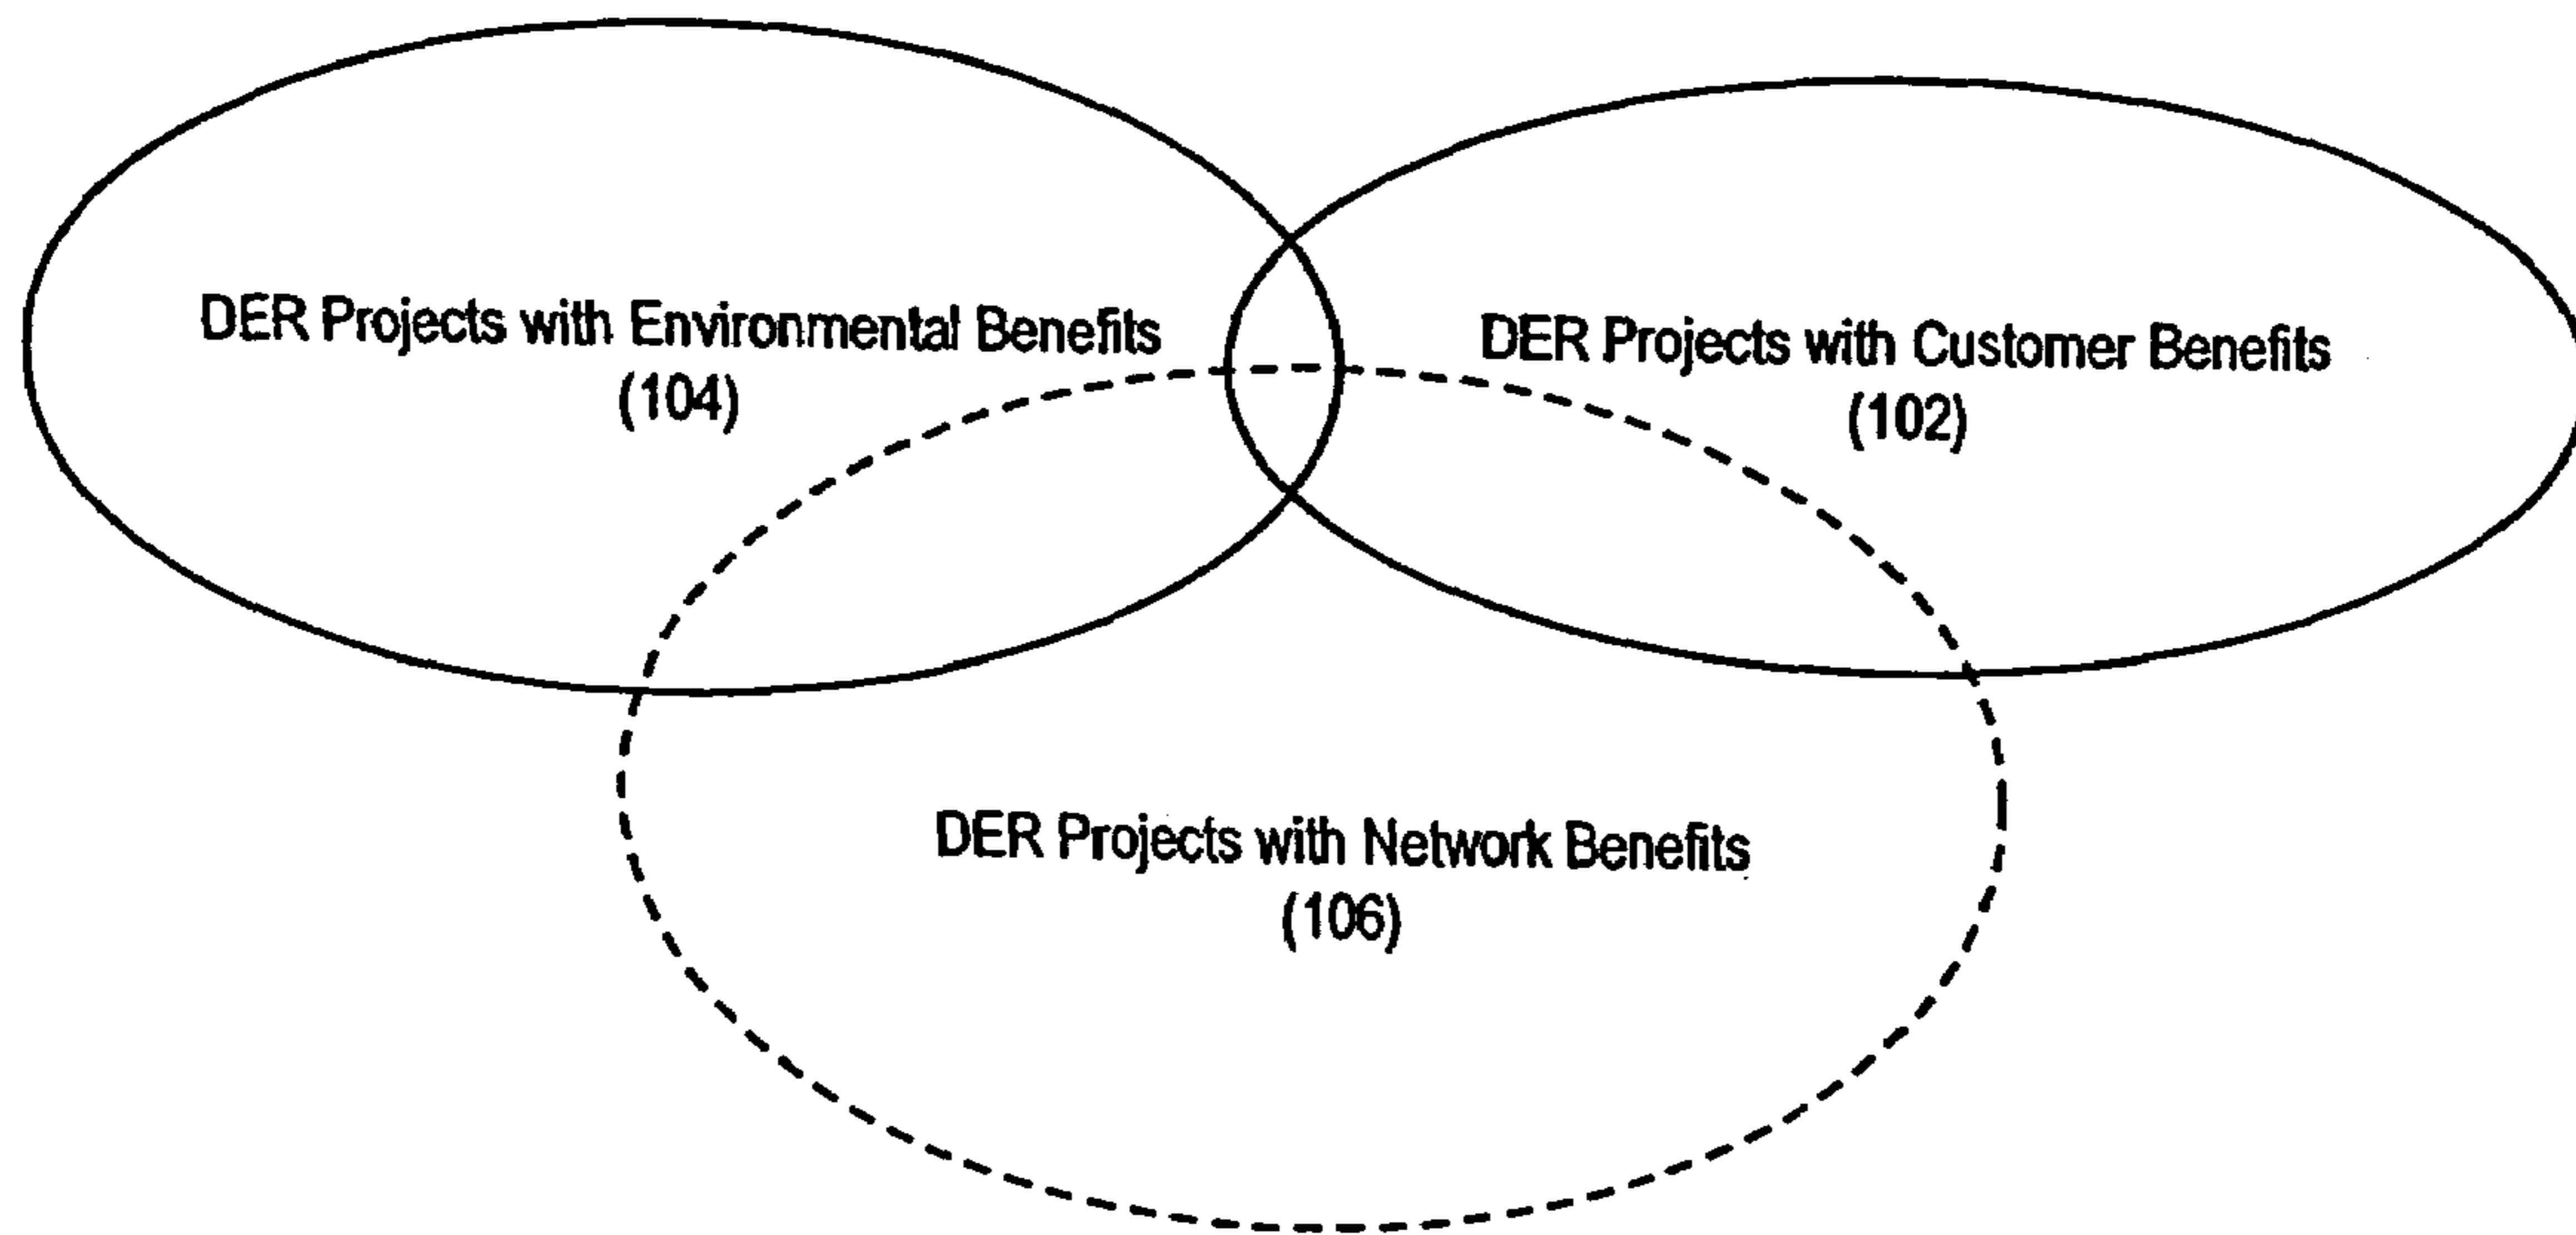 DER Projects with Environmental Benefits
(104)
DER Projects with Customer Benefits
(102)
DER Projects with Network Benefits
(106)